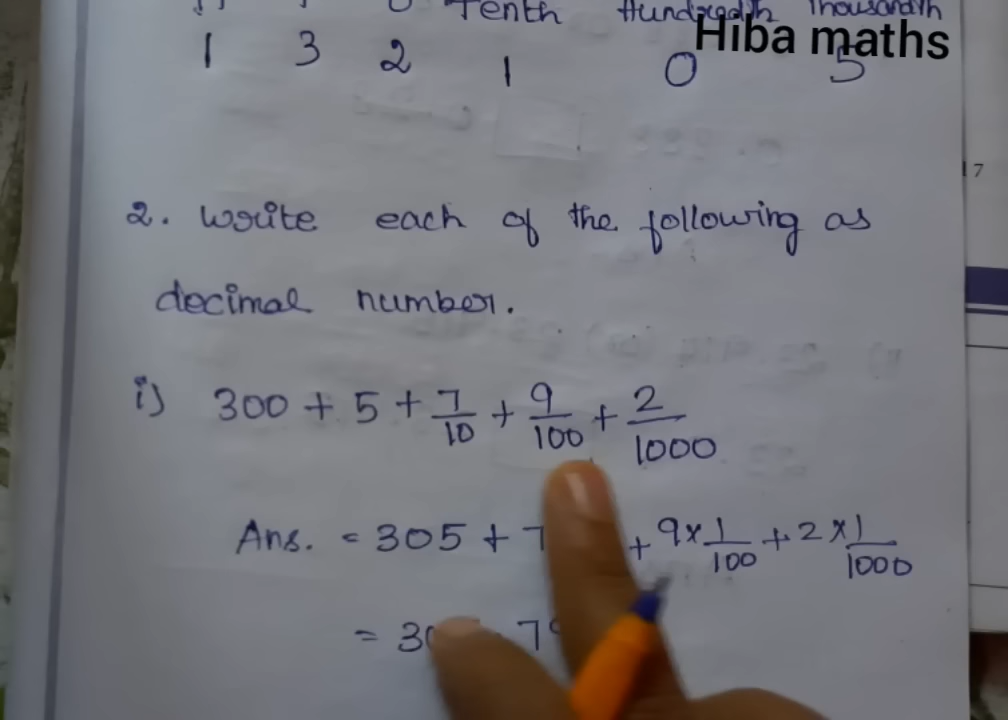 Tenth Hundredth Thousandth
Hiba maths
1 3 2 1 0 5
7
2. Write each of the following as
decimal number.
i) 300 + 5 + 7/10 + 9/100 + 2/1000
Ans. = 305 + 7 + 9 × 1/100 + 2 × 1/1000
= 30 79